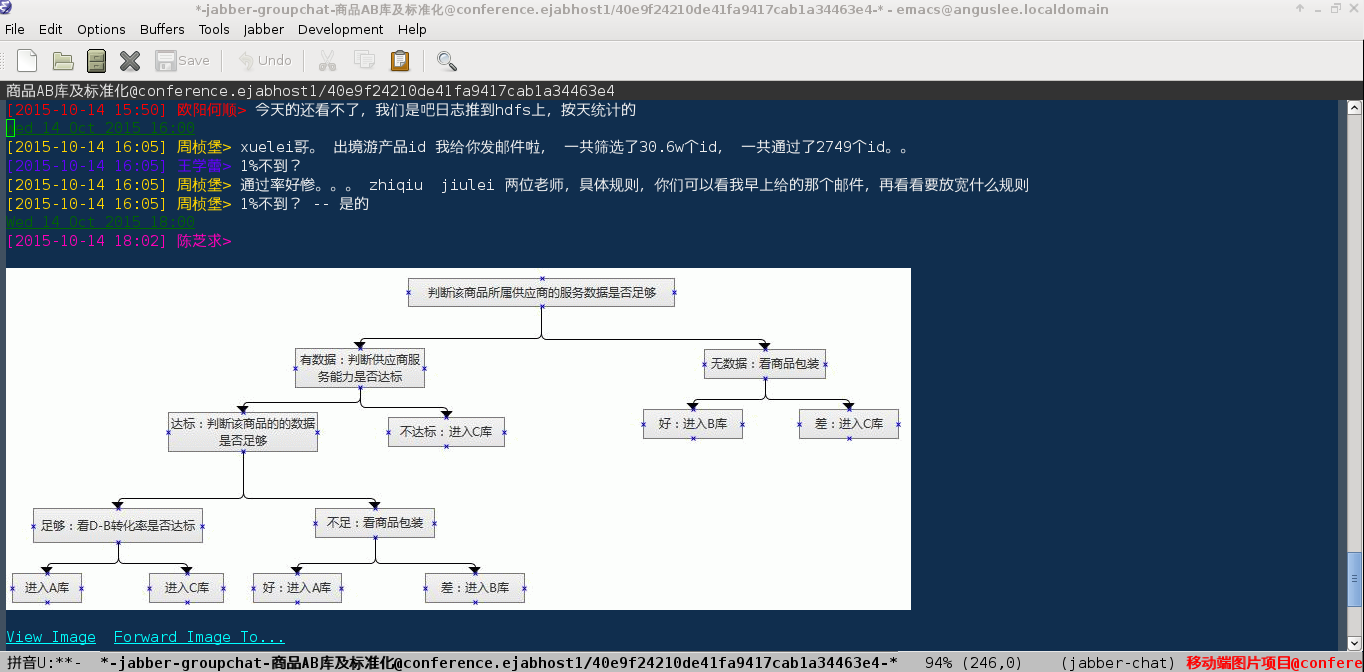 *-jabber-groupchat-商品AB库及标准化@conference.ejabhost1/40e9f24210de41fa9417cab1a34463e4-* - emacs@anguslee.localdomain
File Edit Options Buffers Tools Jabber Development Help
Save Undo
商品AB库及标准化@conference.ejabhost1/40e9f24210de41fa9417cab1a34463e4
[2015-10-14 15:50] 欧阳何顺> 今天的还看不了, 我们是吧日志推到hdfs上, 按天统计的
Wed 14 Oct 2015 16:00
[2015-10-14 16:05] 周桢堡> xuelei哥。 出境游产品id 我给你发邮件啦, 一共筛选了30.6w个id, 一共通过了2749个id。。
[2015-10-14 16:05] 1%不到?
[2015-10-14 16:05] 周桢堡> 通过率好惨。。。 zhiqiu jiulei 两位老师, 具体规则, 你们可以看我早上给的那个邮件, 再看看要放宽什么规则
[2015-10-14 16:05] 周桢堡> 1%不到? -- 是的
Wed 14 Oct 2015 18:00
[2015-10-14 18:02] 陈芝求>
判断该商品所属供应商的服务数据是否足够
有数据：判断供应商服
务能力是否达标
无数据：看商品包装
达标：判断该商品的的数据
是否足够
不达标：进入C库
好：进入B库
差：进入C库
足够：看D-B转化率是否达标
不足：看商品包装
进入A库
进入C库
好：进入A库
差：进入B库
View Image Forward Image To...
拼音U:**- *-jabber-groupchat-商品AB库及标准化@conference.ejabhost1/40e9f24210de41fa9417cab1a34463e4-* 94% (246,0) (jabber-chat) 移动端图片项目@confere